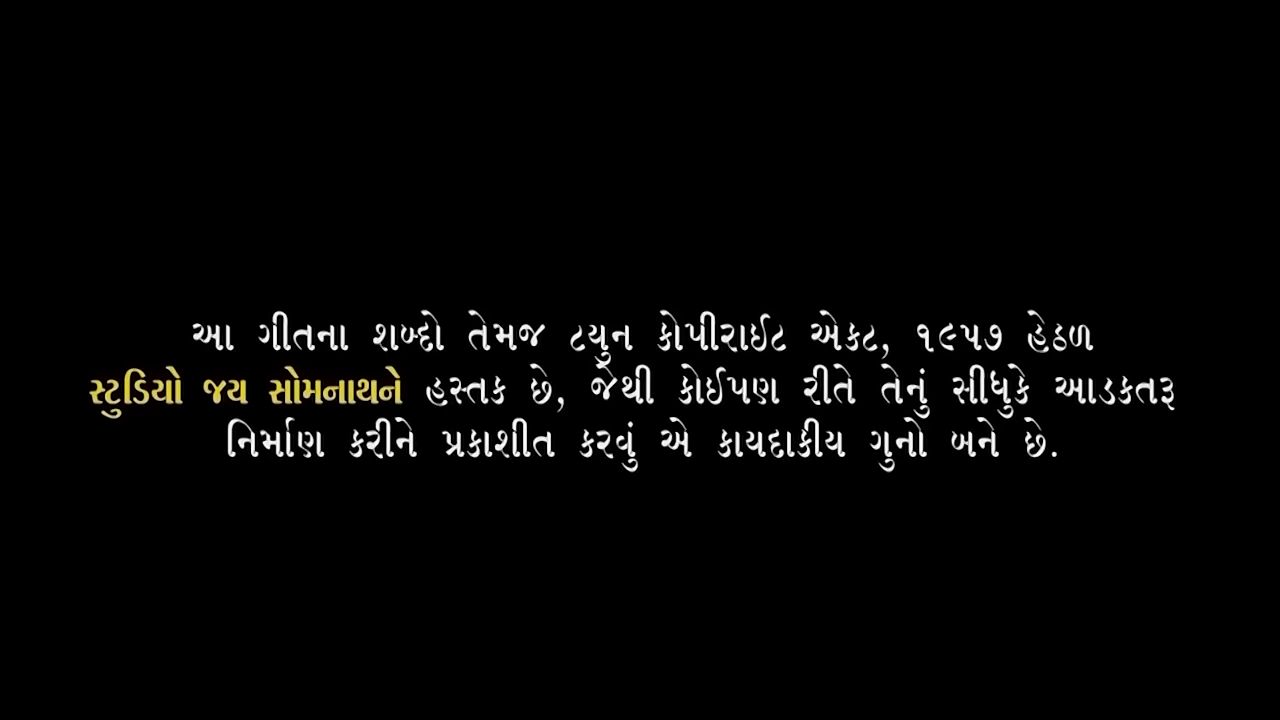 આ ગીતના શબ્દો તેમજ ટયુન કોપીરાઈટ એકટ, ૧૯૫૭ હેઠળ
સ્ટુડિયો જય સોમનાથને હસ્તક છે, જેથી કોઈપણ રીતે તેનું સીધુકે આડકતરૂ
નિર્માણ કરીને પ્રકાશીત કરવું એ કાયદાકીય ગુનો બને છે.